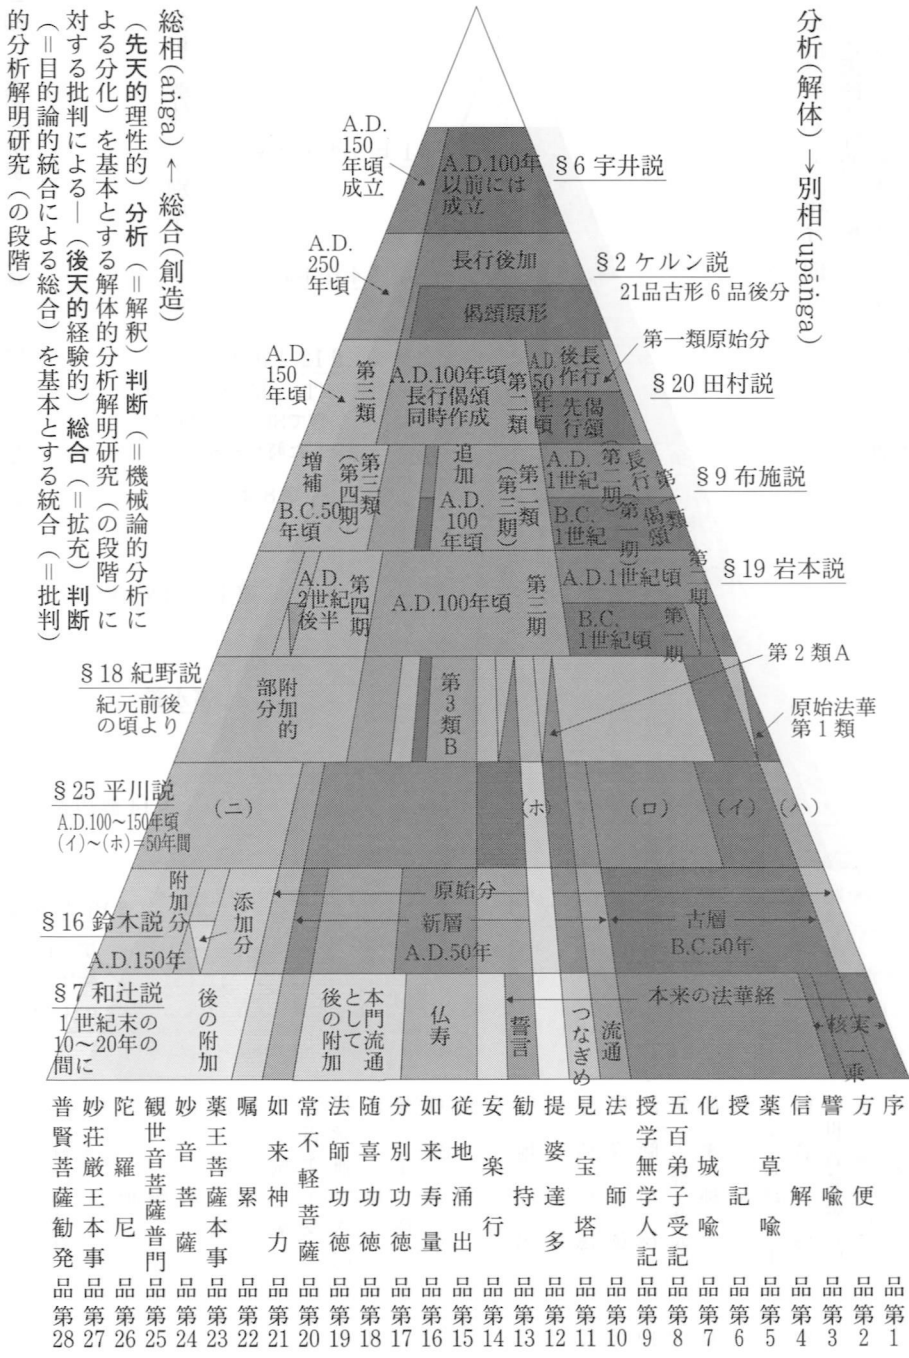 分析(解体)→別相(upāṅga)
総相(aṅga)↑総合(創造)
(先天的理性的)分析(=解釈)判断(=機械論的分析に
よる分化)を基本とする解体的分析解明研究(の段階)に
対する批判による―(後天的経験的)総合(=拡充)判断
(=目的論的統合による総合)を基本とする統合(=批判)
的分析解明研究(の段階)
A.D.
150
年頃
成立
A.D.100年
以前には
成立
§6 宇井説
A.D.
250
年頃
長行後加
偈頌原形
§2 ケルン説
21品古形6品後分
A.D.
150
年頃
第三類
A.D.100年頃
長行偈頌
同時作成
第二類
A.D.
50
年頃
長行
後作
偈頌
先行
第一類原始分
§20 田村説
増補
B.C.50
年頃
第三類
(第四期)
追加
A.D.
100
年頃
第二類
(第三期)
A.D.
1世紀
長行
(第二期)
B.C.
1世紀
偈頌
(第一期)
第一類
§9 布施説
A.D.
2世紀
後半
第四期
A.D.100年頃
第三期
A.D.1世紀頃
第二期
B.C.
1世紀頃
第一期
§19 岩本説
§18 紀野説
紀元前後
の頃より
附加的
部分
第3類B
第2類A
原始法華
第1類
§25 平川説
A.D.100~150年頃
(イ)~(ホ)=50年間
(ニ)
(ホ)
(ロ)
(イ)
(ハ)
§16 鈴木説
附加分
A.D.150年
添加分
原始分
新層
A.D.50年
古層
B.C.50年
§7 和辻説
1世紀末の
10~20年の
間に
後の附加
本門流通
として
後の附加
仏寿
誓言
つなぎめ
流通
本来の法華経
核実
一乗
序品第1
方便品第2
譬喩品第3
信解品第4
薬草喩品第5
授記品第6
化城喩品第7
五百弟子受記品第8
授学無学人記品第9
法師品第10
見宝塔品第11
提婆達多品第12
勧持品第13
安楽行品第14
従地涌出品第15
如来寿量品第16
分別功徳品第17
随喜功徳品第18
法師功徳品第19
常不軽菩薩品第20
如来神力品第21
嘱累品第22
薬王菩薩本事品第23
妙音菩薩品第24
観世音菩薩普門品第25
陀羅尼品第26
妙荘厳王本事品第27
普賢菩薩勧発品第28